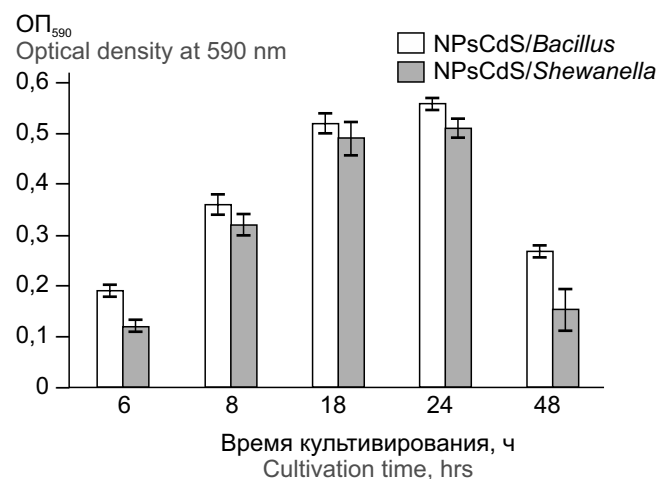 ОП₅₉₀
Optical density at 590 nm
NPsCdS/Bacillus
NPsCdS/Shewanella
0,6
0,5
0,4
0,3
0,2
0,1
0
6 8 18 24 48
Время культивирования, ч
Cultivation time, hrs